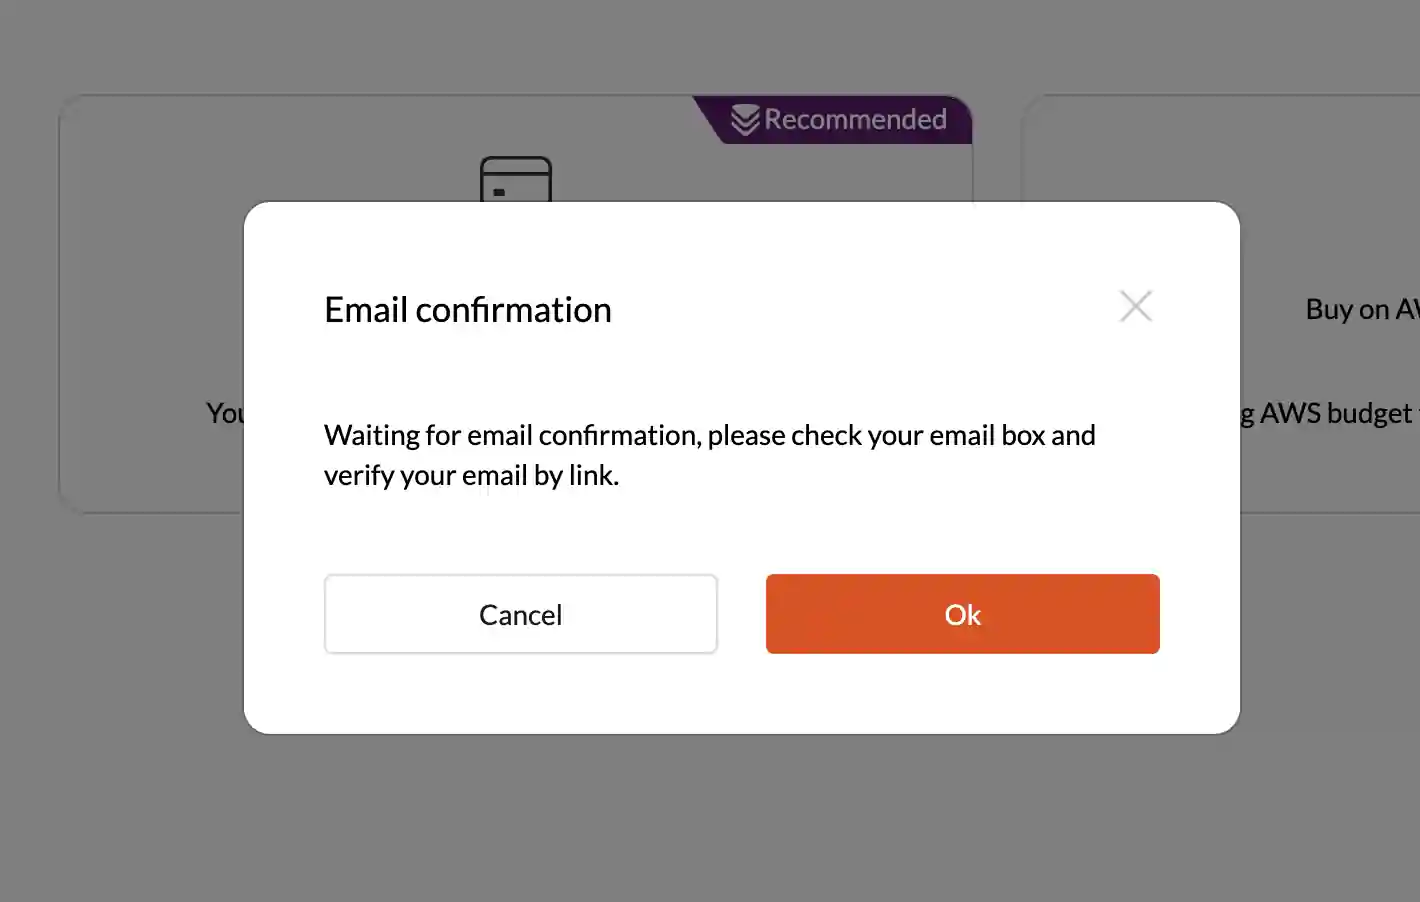 Recommended
Email confirmation
Buy on
You
AWS budget
Waiting for email confirmation, please check your email box and
verify your email by link.
Cancel
Ok